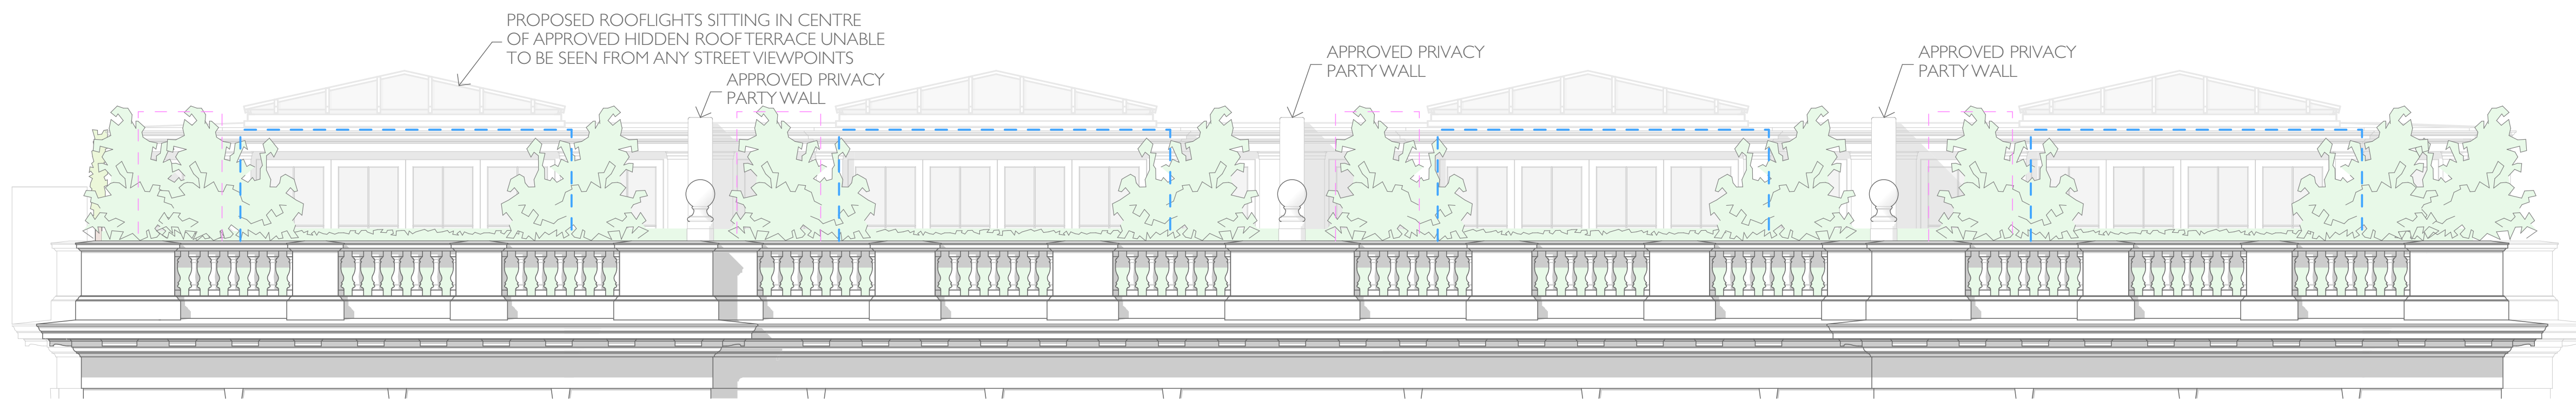 PROPOSED ROOFLIGHTS SITTING IN CENTRE
OF APPROVED HIDDEN ROOF TERRACE UNABLE
TO BE SEEN FROM ANY STREET VIEWPOINTS
APPROVED PRIVACY
PARTY WALL
APPROVED PRIVACY
PARTY WALL
APPROVED PRIVACY
PARTY WALL